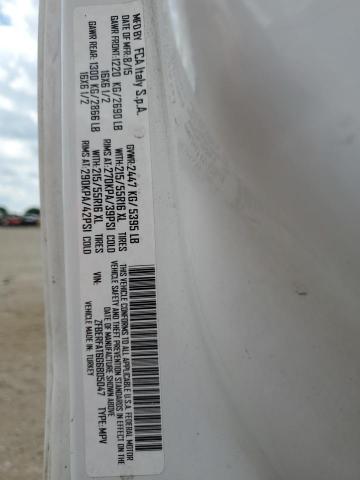 MFD BY FCA Italy S.p.A.
DATE OF MFR: 8/15
GVWR: 2447 KG/5395 LB
GAWR FRONT: 1220 KG/2690 LB
16X6 1/2 RIMS AT: 270KPA/39PSI COLD
WITH: 215/55R16 XL TIRES
GAWR REAR: 1300 KG/2866 LB
16X6 1/2 RIMS AT: 290KPA/42PSI COLD
WITH: 215/55R16 XL TIRES
THIS VEHICLE CONFORMS TO ALL APPLICABLE U.S.A. FEDERAL MOTOR
VEHICLE SAFETY AND THEFT PREVENTION STANDARDS IN EFFECT ON THE
DATE OF MANUFACTURE SHOWN ABOVE
VEHICLE MADE IN: TURKEY
VIN: ZFBERFAT6G6B05047 TYPE: MPV